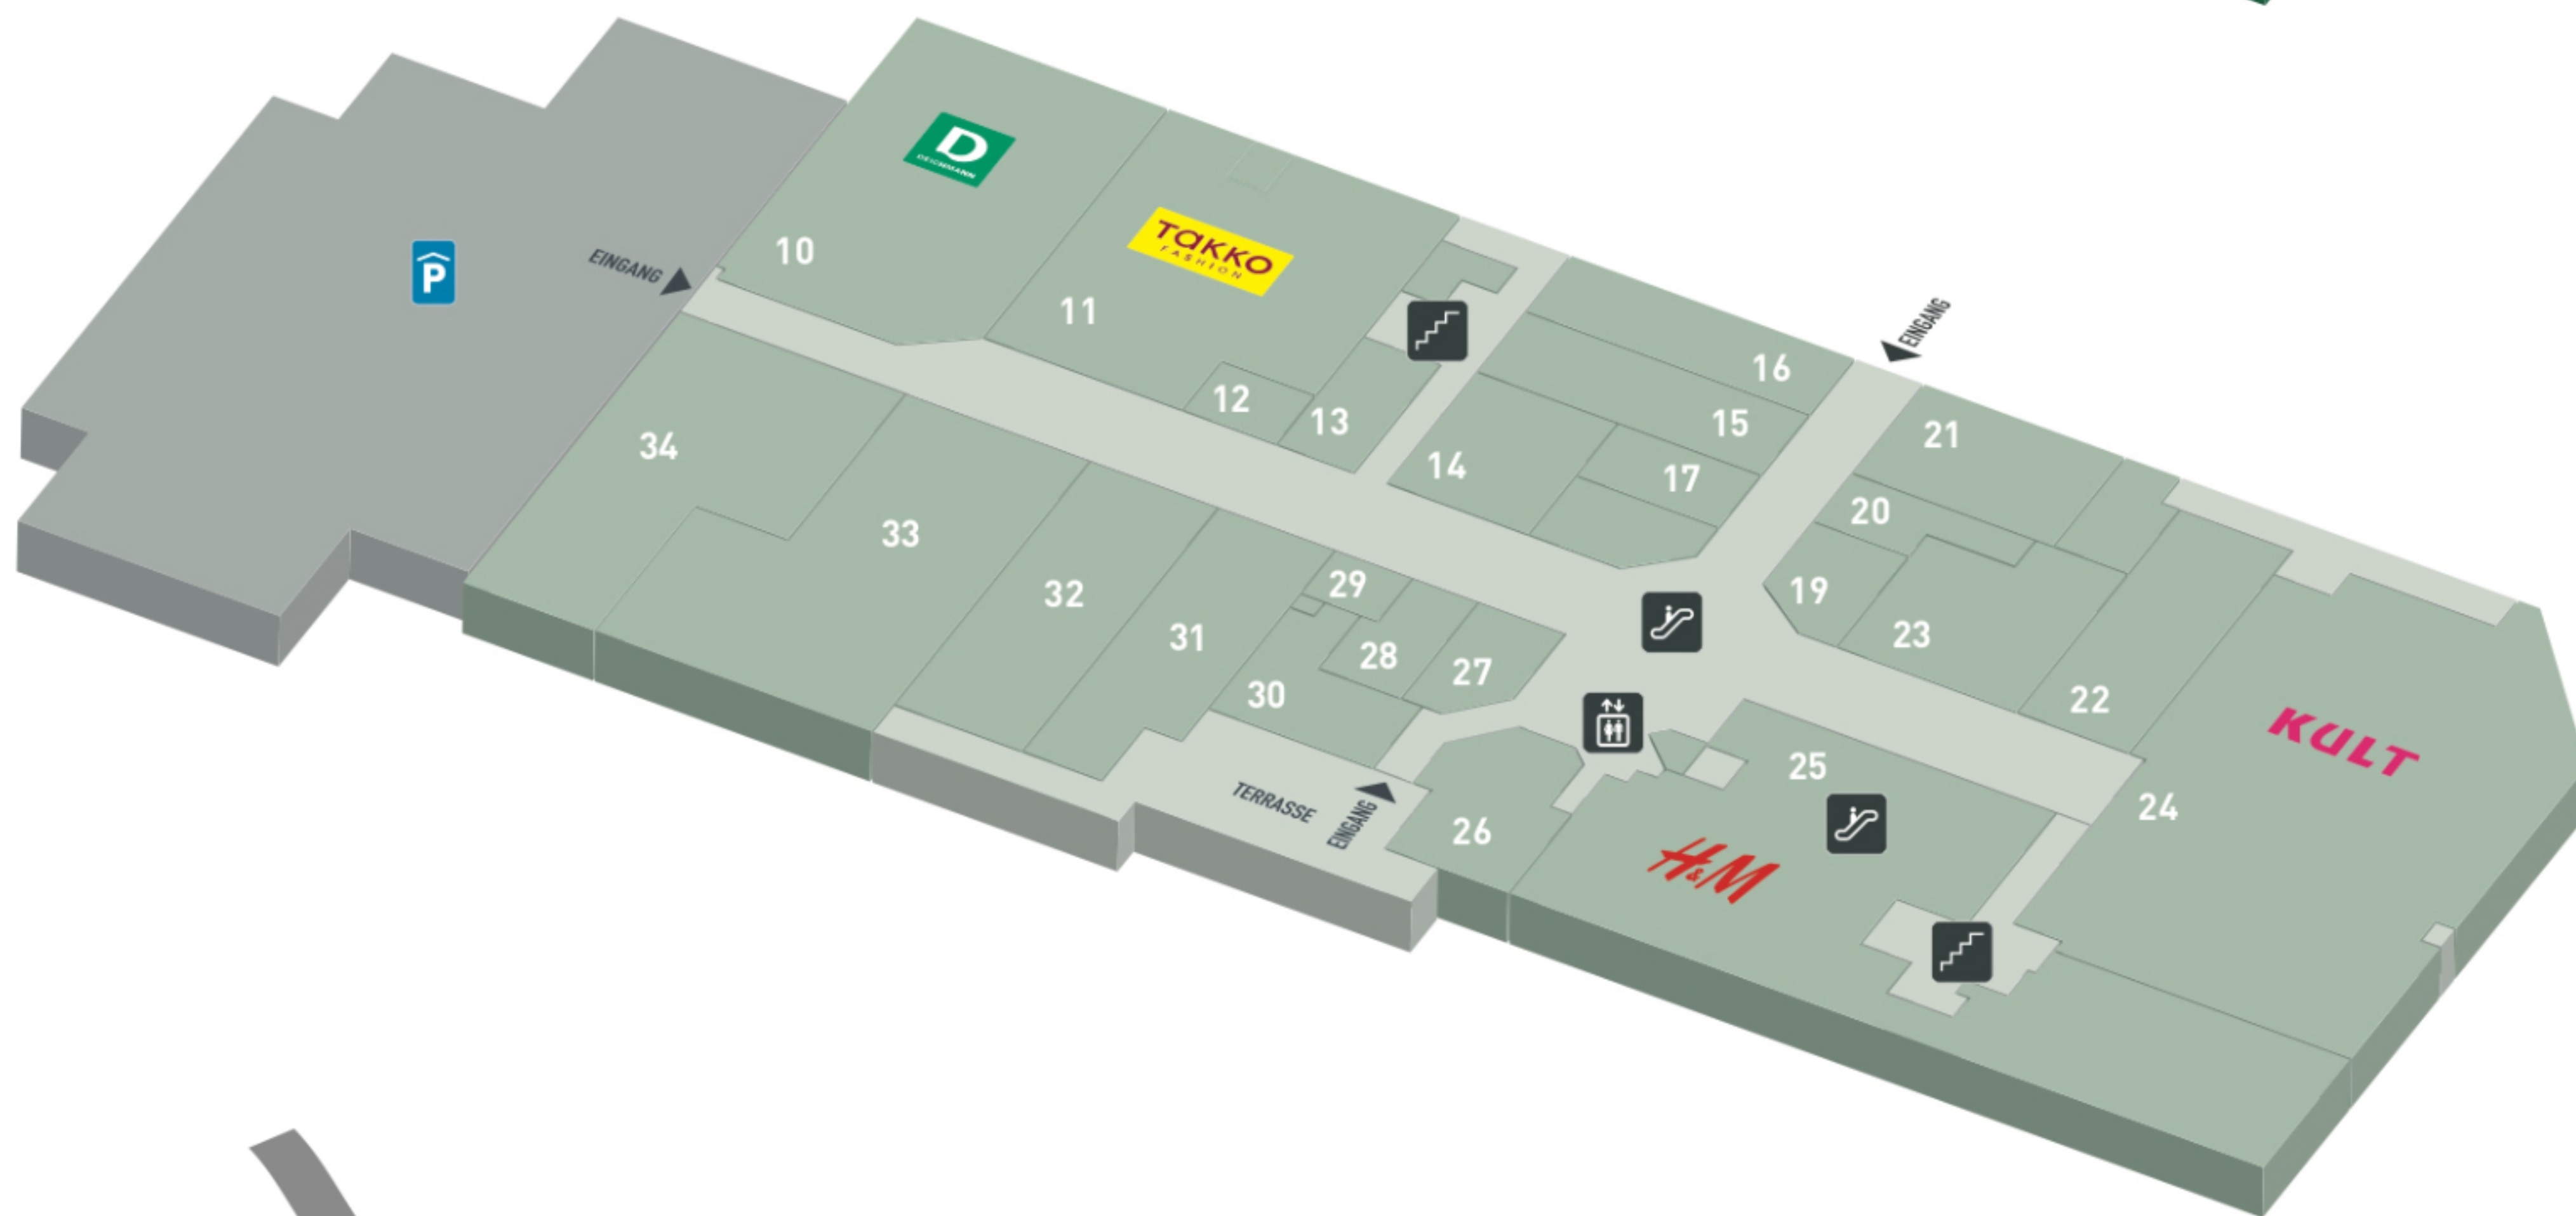 D
DEICHMANN
10
EINGANG
P
TAKKO
FASHION
11
12
13
16
15
14
17
EINGANG
21
20
19
23
22
34
33
32
31
29
28
27
30
KULT
24
25
H&M
26
TERRASSE
EINGANG